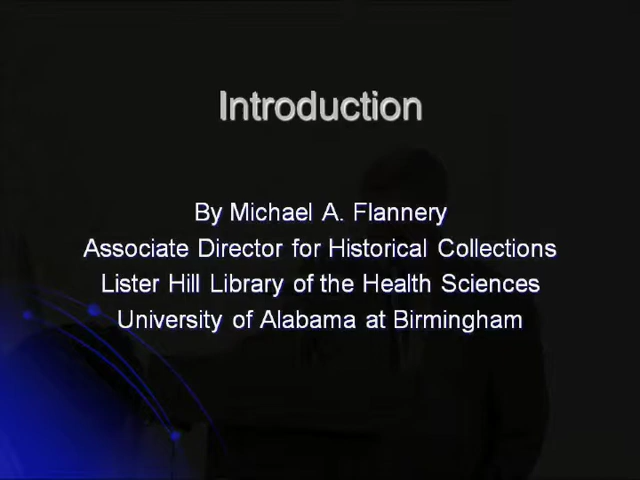 Introduction
By Michael A. Flannery
Associate Director for Historical Collections
Lister Hill Library of the Health Sciences
University of Alabama at Birmingham